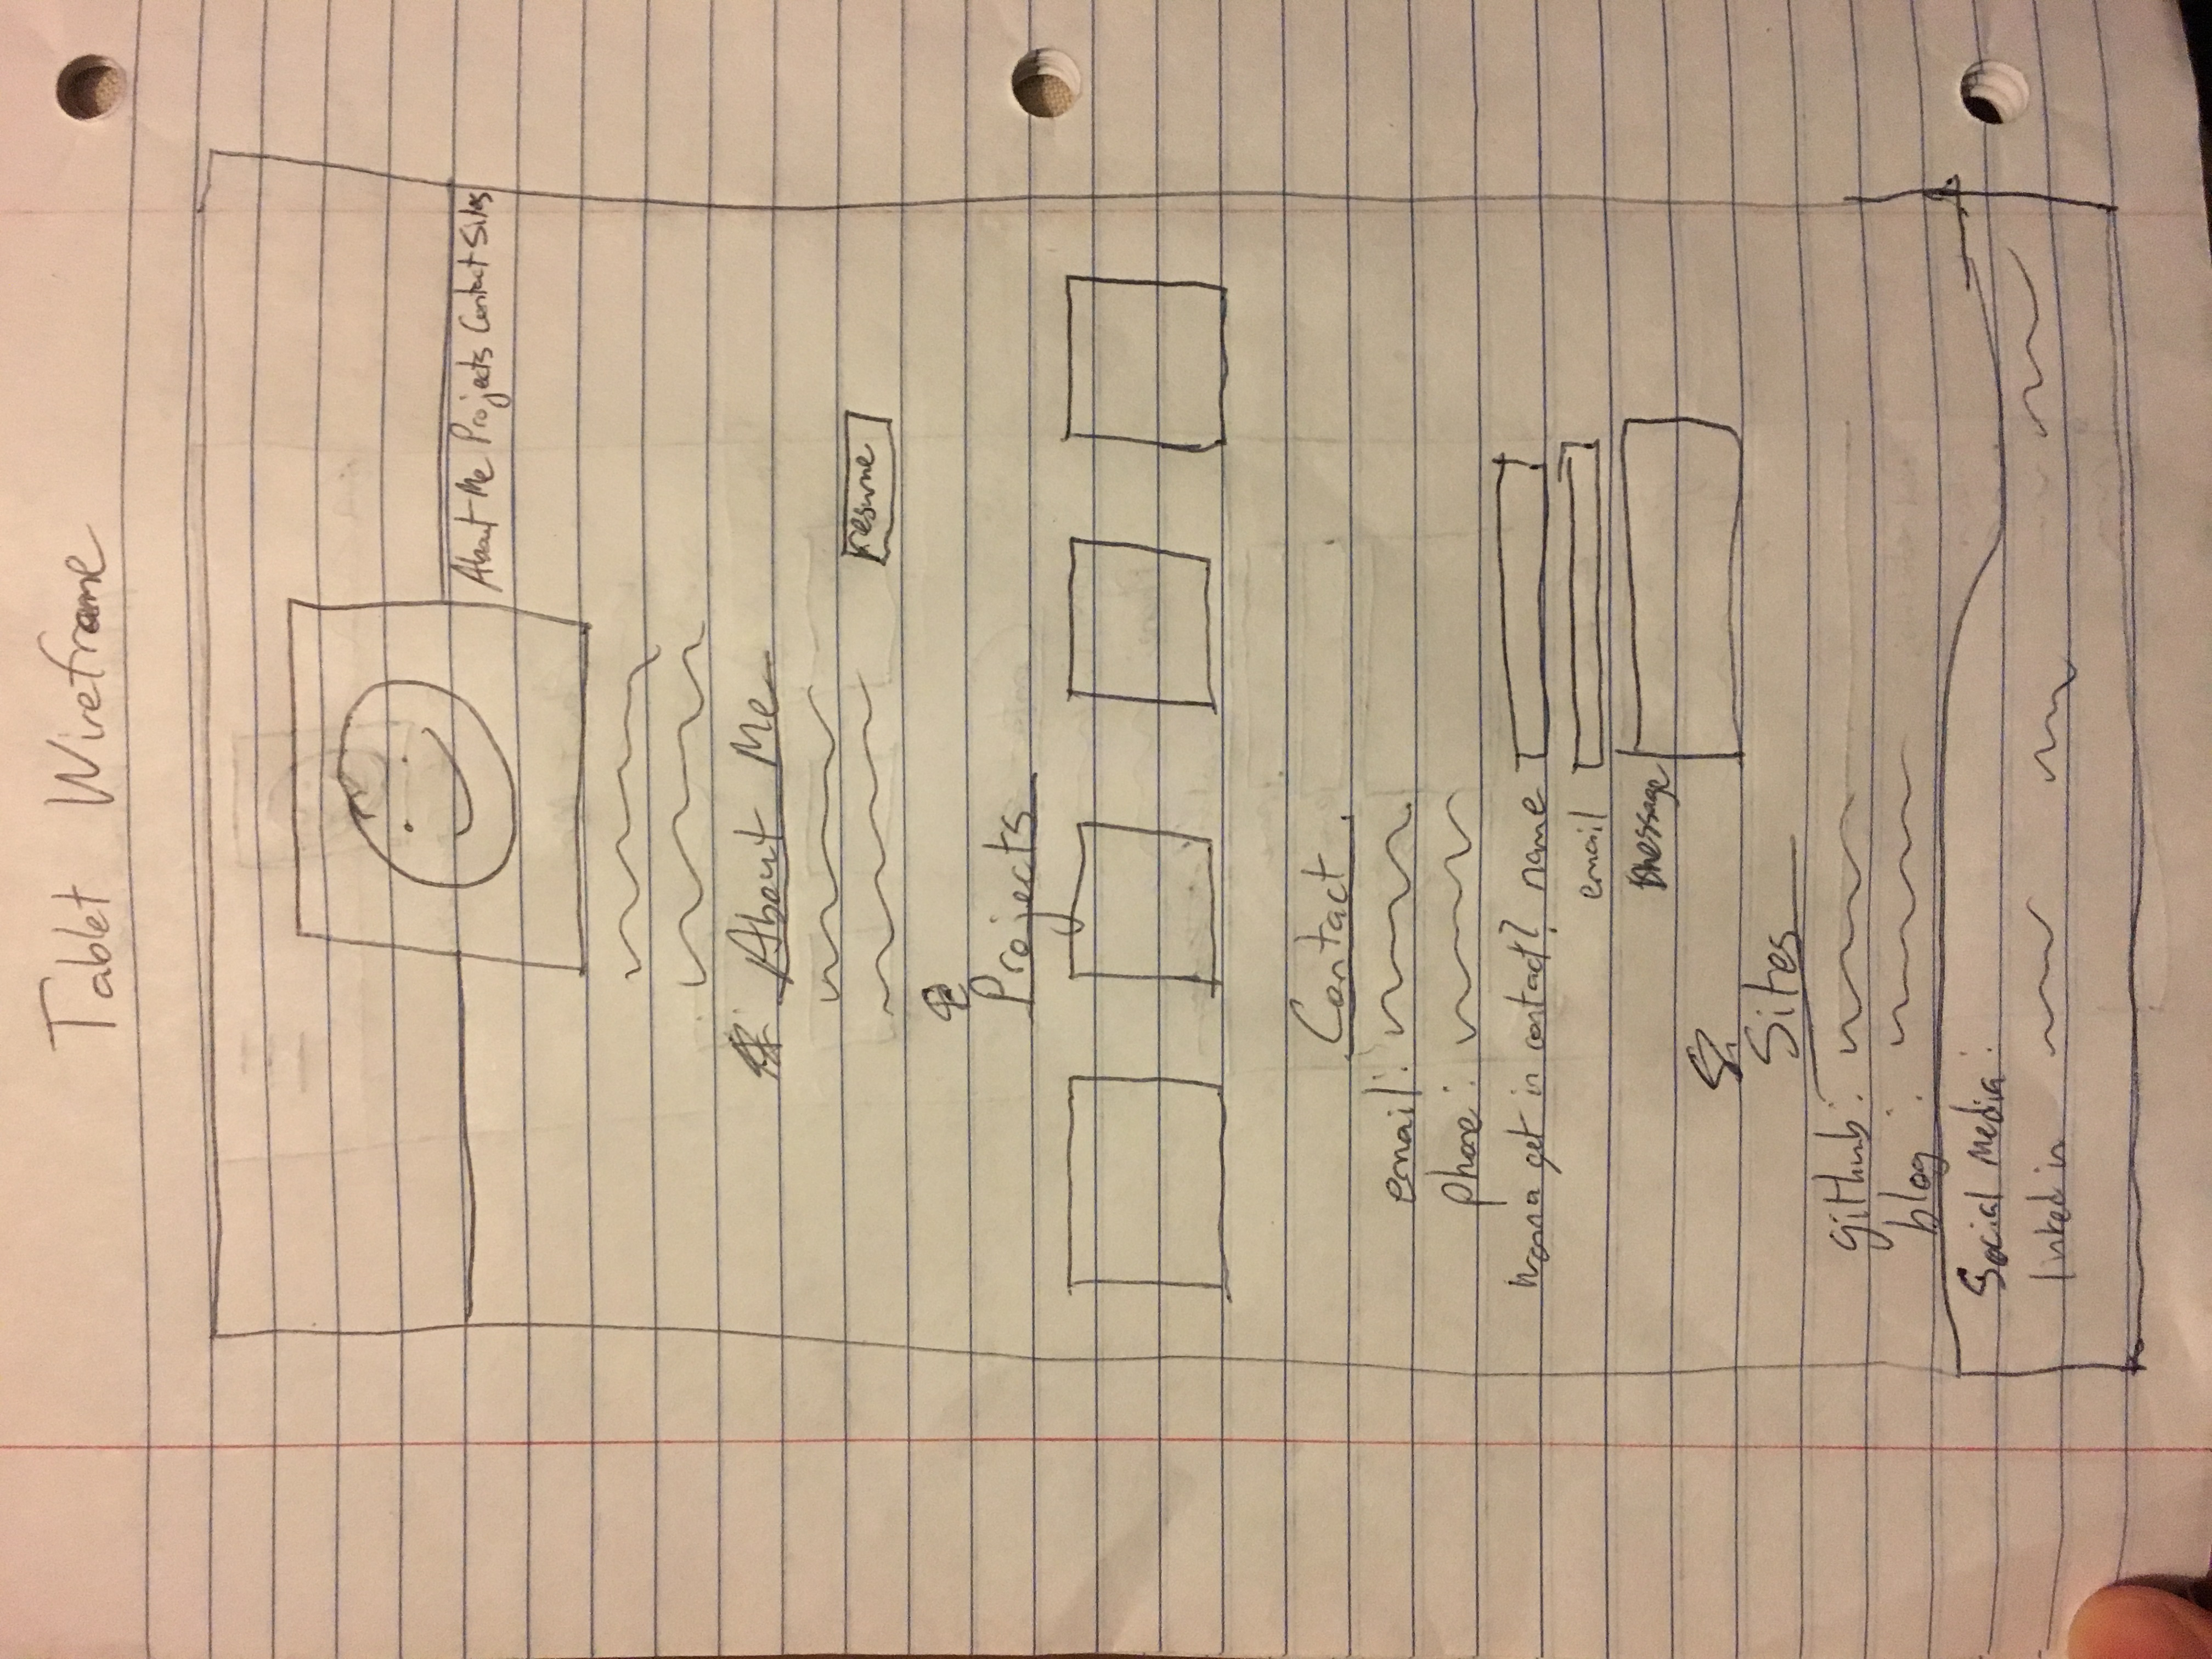 Tablet Wireframe
About Me Projects Contact Sites
About Me
resume
Projects
Contact
email:
phone:
Wanna get in contact? name
email
message
Sites
github:
blog :
Social Media:
linked in